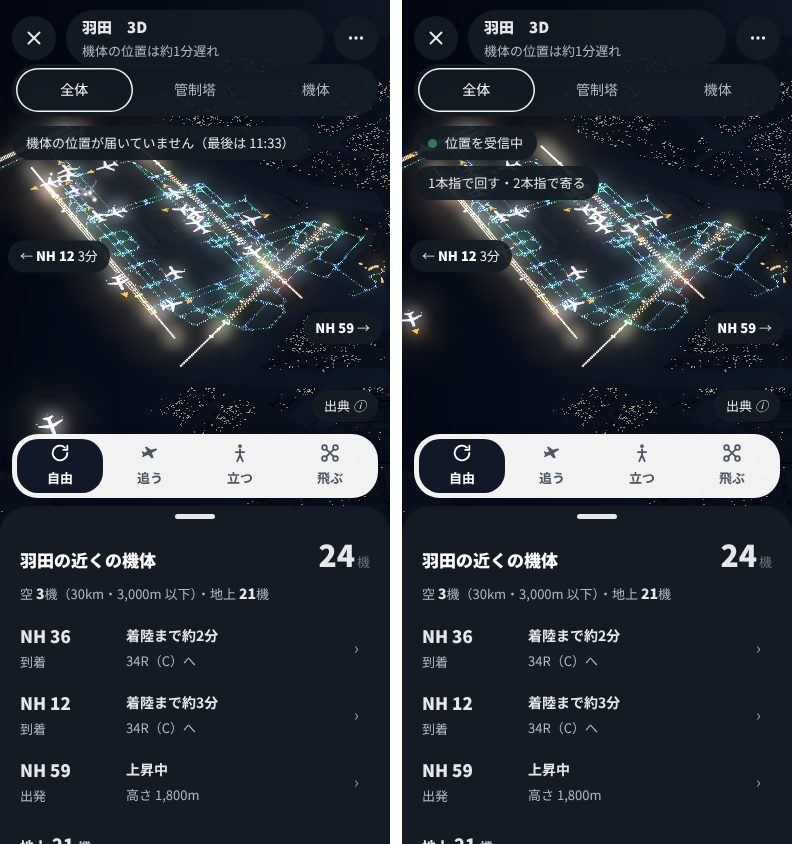 羽田 3D
機体の位置は約1分遅れ
全体
管制塔
機体
機体の位置が届いていません（最後は 11:33）
← NH 12 3分
NH 59 →
出典 ⓘ
自由
追う
立つ
飛ぶ
羽田の近くの機体
24機
空 3機（30km・3,000m 以下）・地上 21機
NH 36
着陸まで約2分
到着
34R（C）へ
›
NH 12
着陸まで約3分
到着
34R（C）へ
›
NH 59
上昇中
出発
高さ 1,800m
›
地上 21機
羽田 3D
機体の位置は約1分遅れ
全体
管制塔
機体
位置を受信中
1本指で回す・2本指で寄る
← NH 12 3分
NH 59 →
出典 ⓘ
自由
追う
立つ
飛ぶ
羽田の近くの機体
24機
空 3機（30km・3,000m 以下）・地上 21機
NH 36
着陸まで約2分
到着
34R（C）へ
›
NH 12
着陸まで約3分
到着
34R（C）へ
›
NH 59
上昇中
出発
高さ 1,800m
›
地上 21機